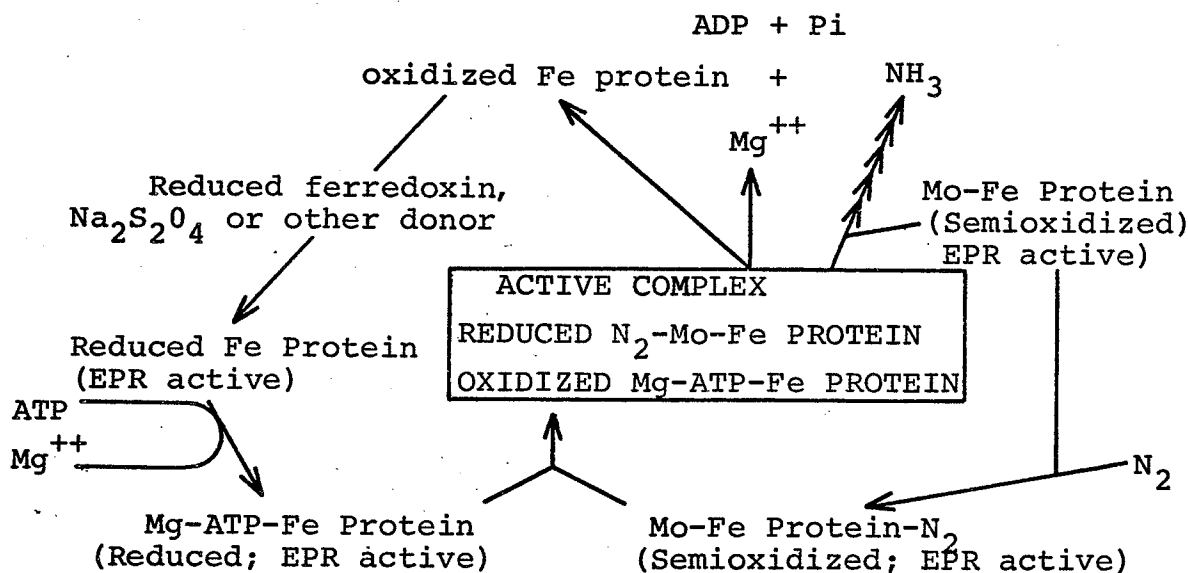 ADP + Pi
oxidized Fe protein + NH₃
Mg⁺⁺
Reduced ferredoxin,
Na₂S₂O₄ or other donor
Mo-Fe Protein
(Semioxidized)
EPR active)
ACTIVE COMPLEX
REDUCED N₂-Mo-Fe PROTEIN
OXIDIZED Mg-ATP-Fe PROTEIN
Reduced Fe Protein
(EPR active)
ATP
Mg⁺⁺
N₂
Mg-ATP-Fe Protein
(Reduced; EPR active)
Mo-Fe Protein-N₂
(Semioxidized; EPR active)